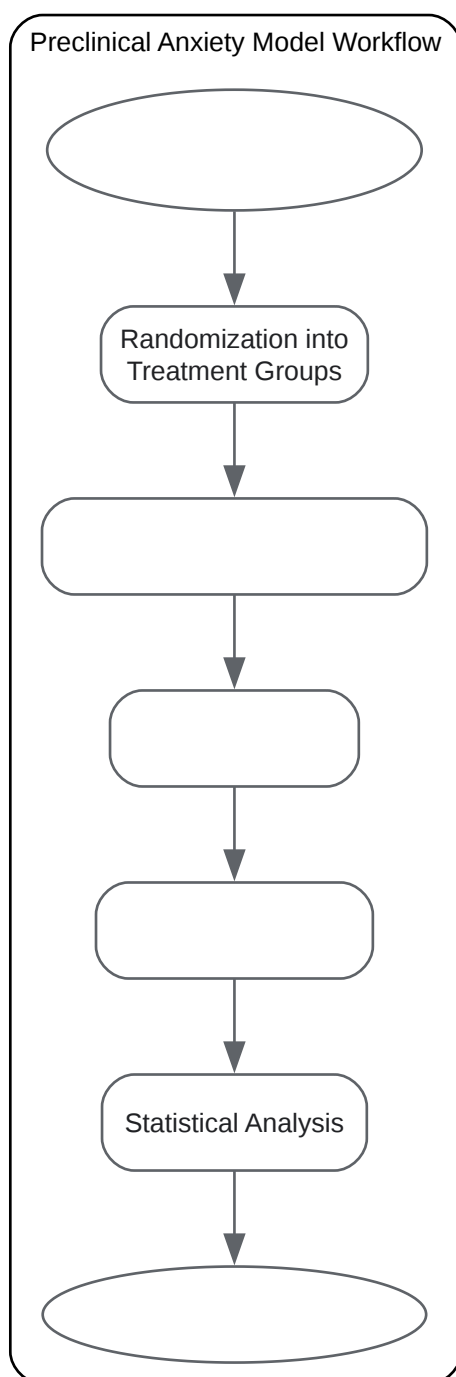 Preclinical Anxiety Model Workflow
Randomization into
Treatment Groups
Statistical Analysis